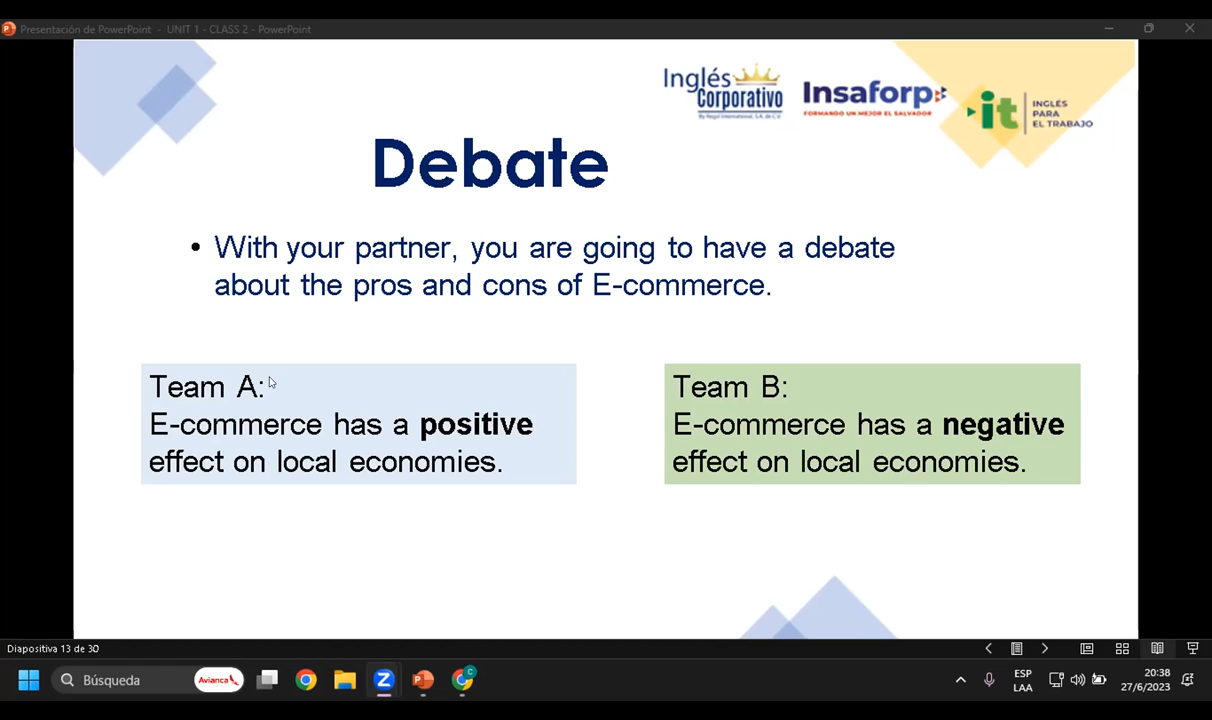 Presentación de PowerPoint - UNIT 1 - CLASS 2 - PowerPoint
Inglés
Corporativo
By Regal International, S.A. de C.V.
Insaforp
FORMANDO UN MEJOR EL SALVADOR
it
INGLÉS
PARA
EL TRABAJO
Debate
• With your partner, you are going to have a debate
about the pros and cons of E-commerce.
Team A:
E-commerce has a positive
effect on local economies.
Team B:
E-commerce has a negative
effect on local economies.
Diapositiva 13 de 30
Búsqueda
Avianca
C
ESP
LAA
20:38
27/6/2023